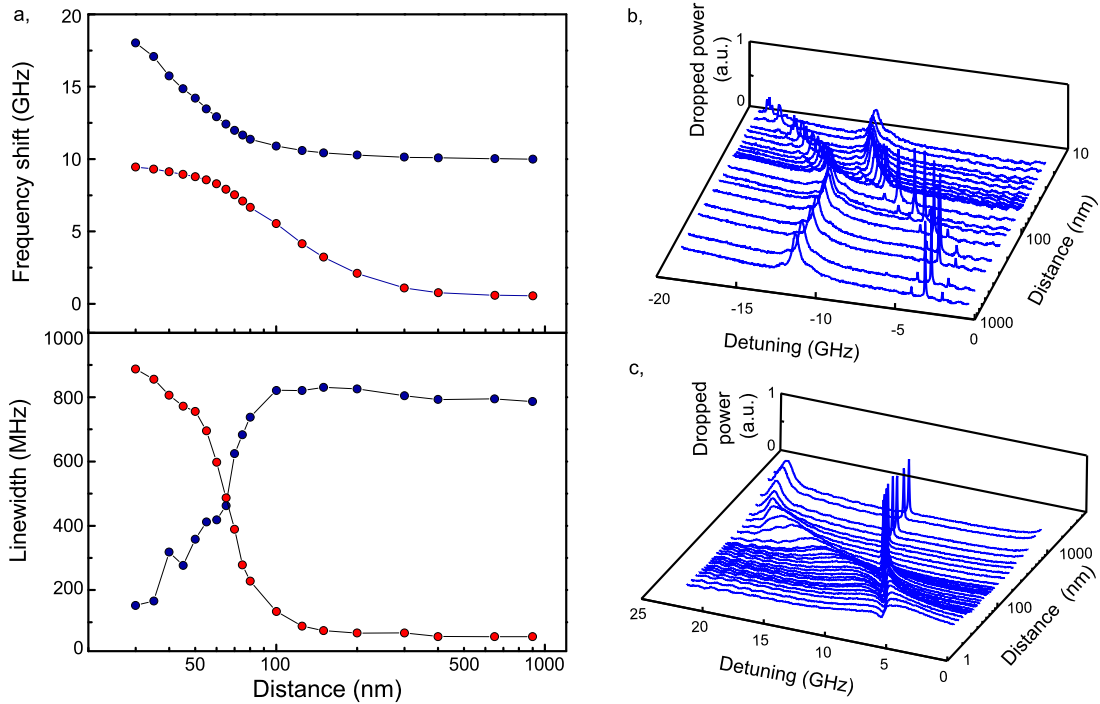 a,
20
15
10
5
0
Frequency shift (GHz)
1000
800
600
400
200
0
Linewidth (MHz)
50
100
500
1000
Distance (nm)
b,
Dropped power
(a.u.)
1
0
10
100
1000
Distance (nm)
-20
-15
-10
-5
0
Detuning (GHz)
c,
Dropped
power
(a.u.)
1
0
1000
100
1
Distance (nm)
25
20
15
10
5
0
Detuning (GHz)